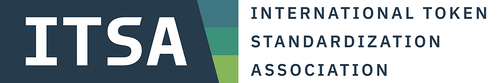 ITSA
INTERNATIONAL TOKEN
STANDARDIZATION
ASSOCIATION